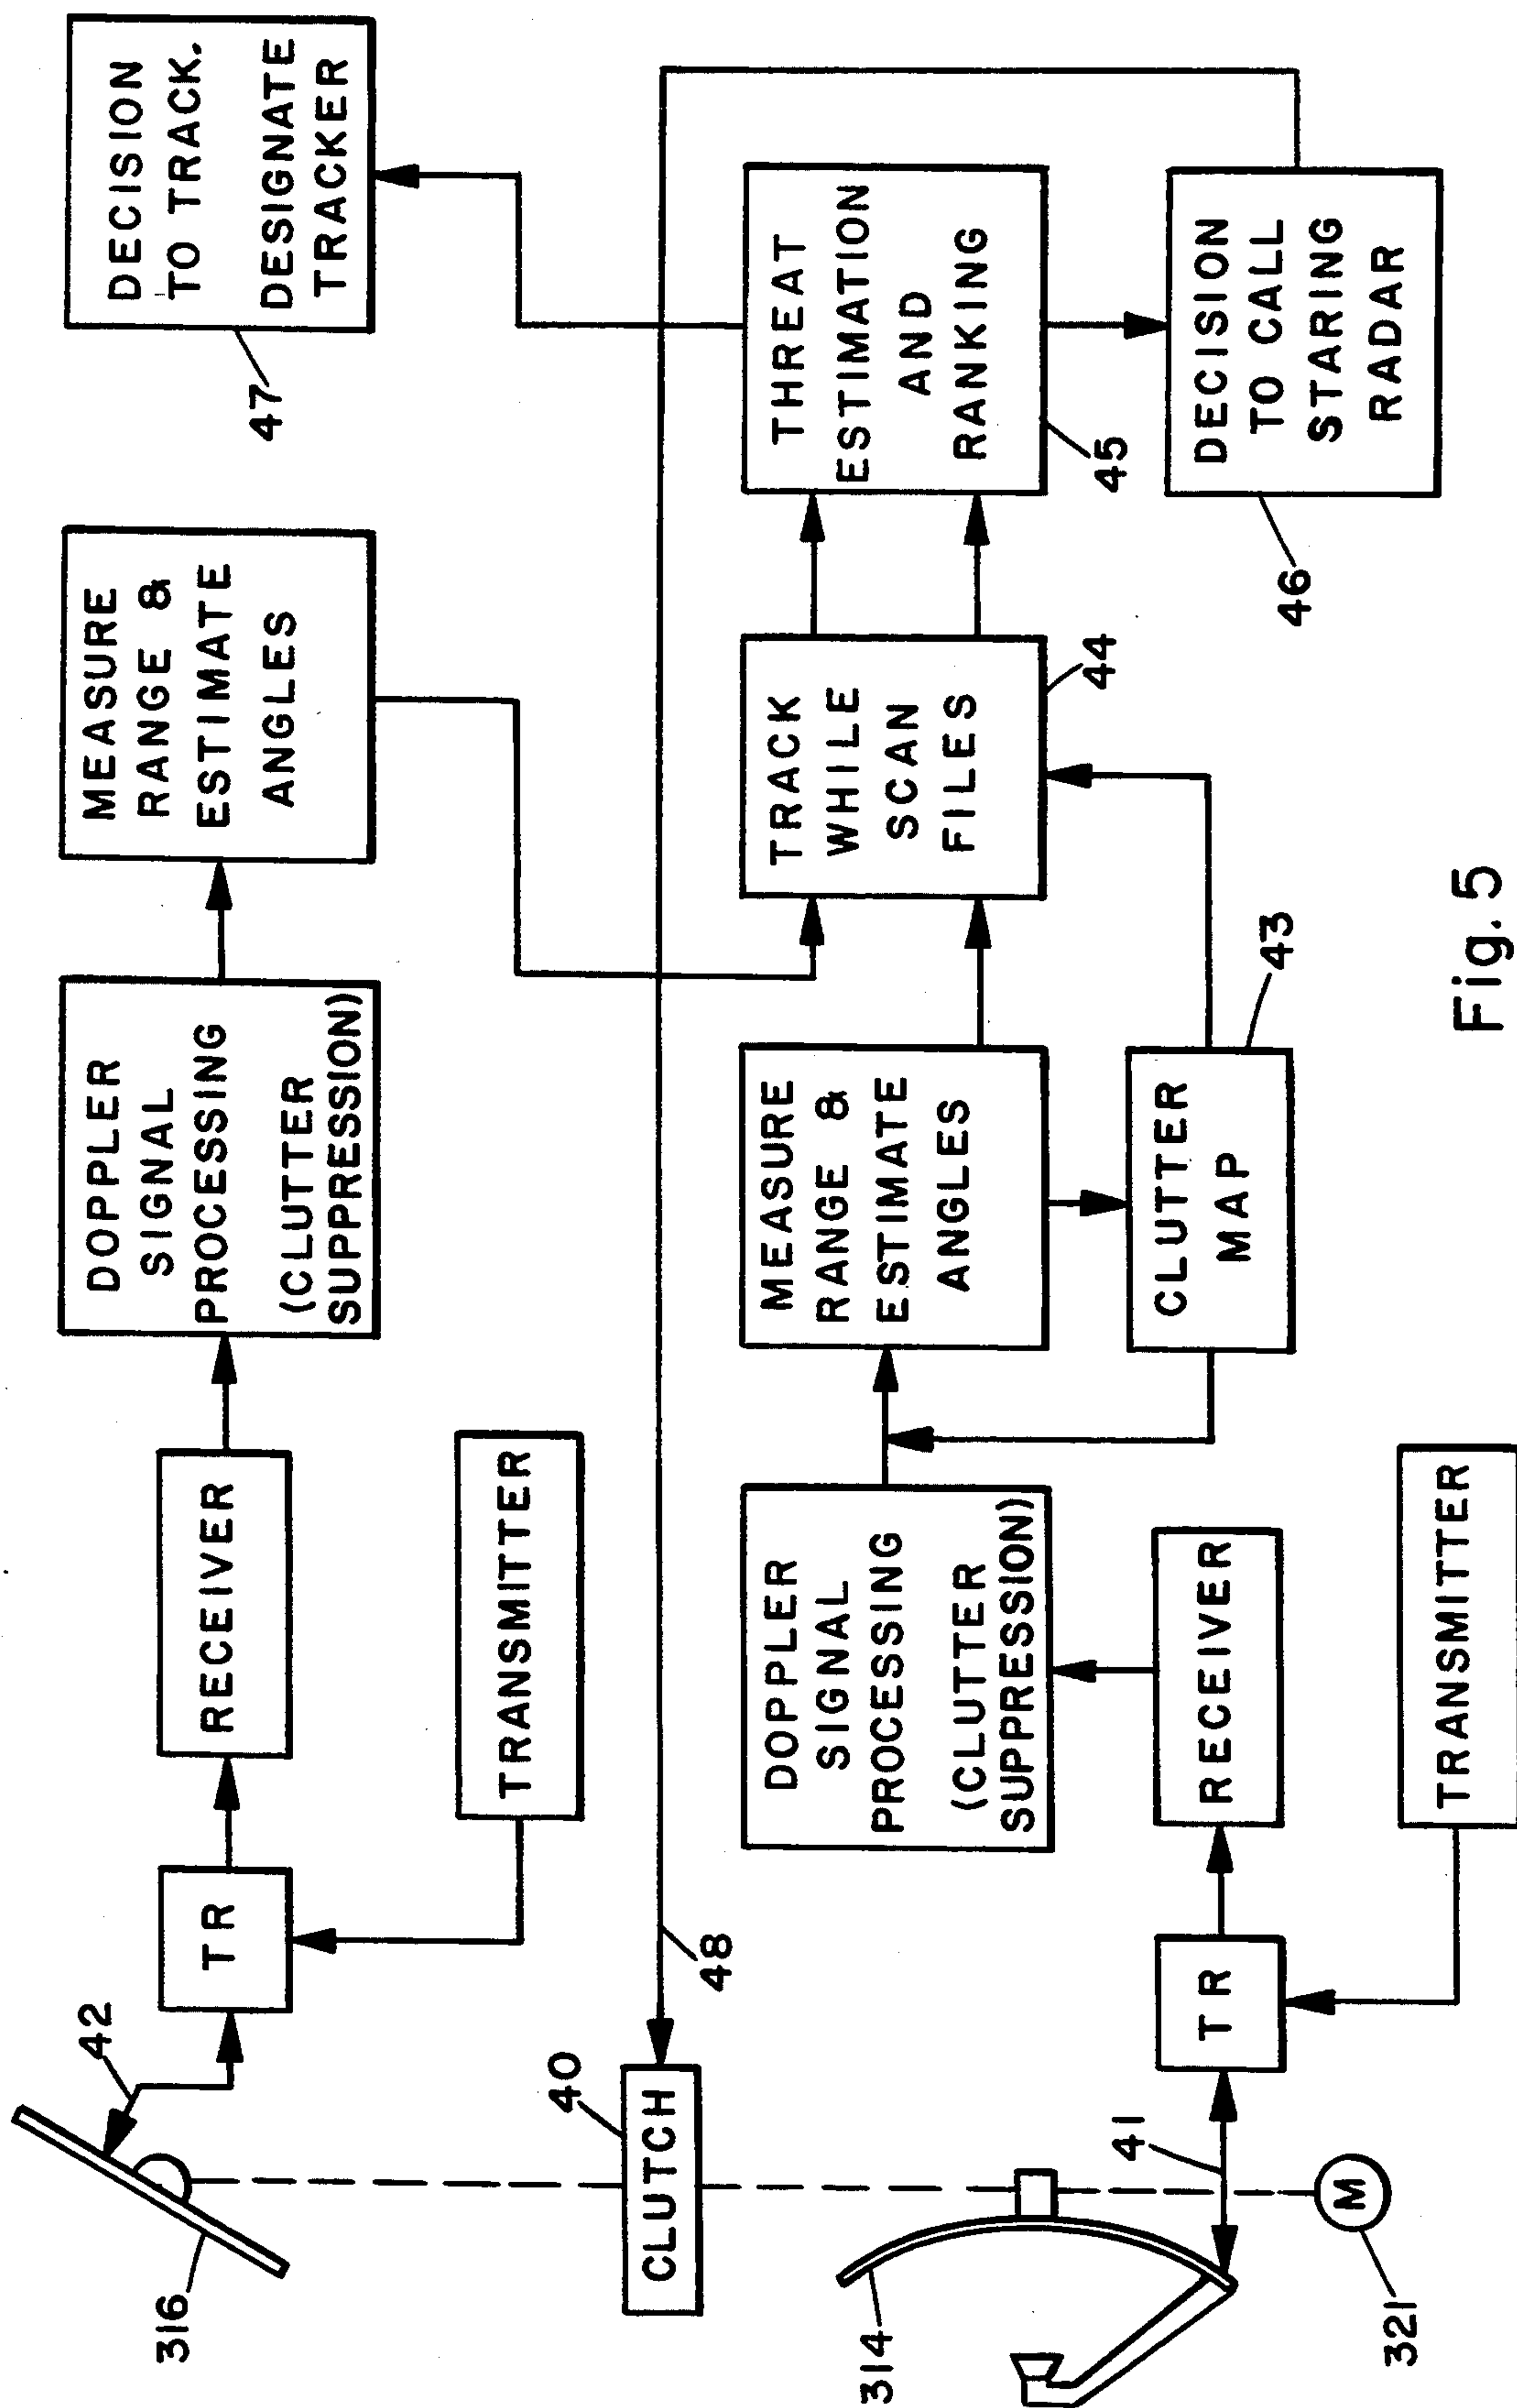 316
42
TR
RECEIVER
TRANSMITTER
DOPPLER
SIGNAL
PROCESSING
(CLUTTER
SUPPRESSION)
MEASURE
RANGE &
ESTIMATE
ANGLES
DECISION
TO TRACK.
DESIGNATE
TRACKER
47
40
CLUTCH
48
314
41
M
321
TR
RECEIVER
TRANSMITTER
DOPPLER
SIGNAL
PROCESSING
(CLUTTER
SUPPRESSION)
MEASURE
RANGE &
ESTIMATE
ANGLES
CLUTTER
MAP
43
TRACK
WHILE
SCAN
FILES
44
THREAT
ESTIMATION
AND
RANKING
45
DECISION
TO CALL
STARING
RADAR
46
Fig. 5